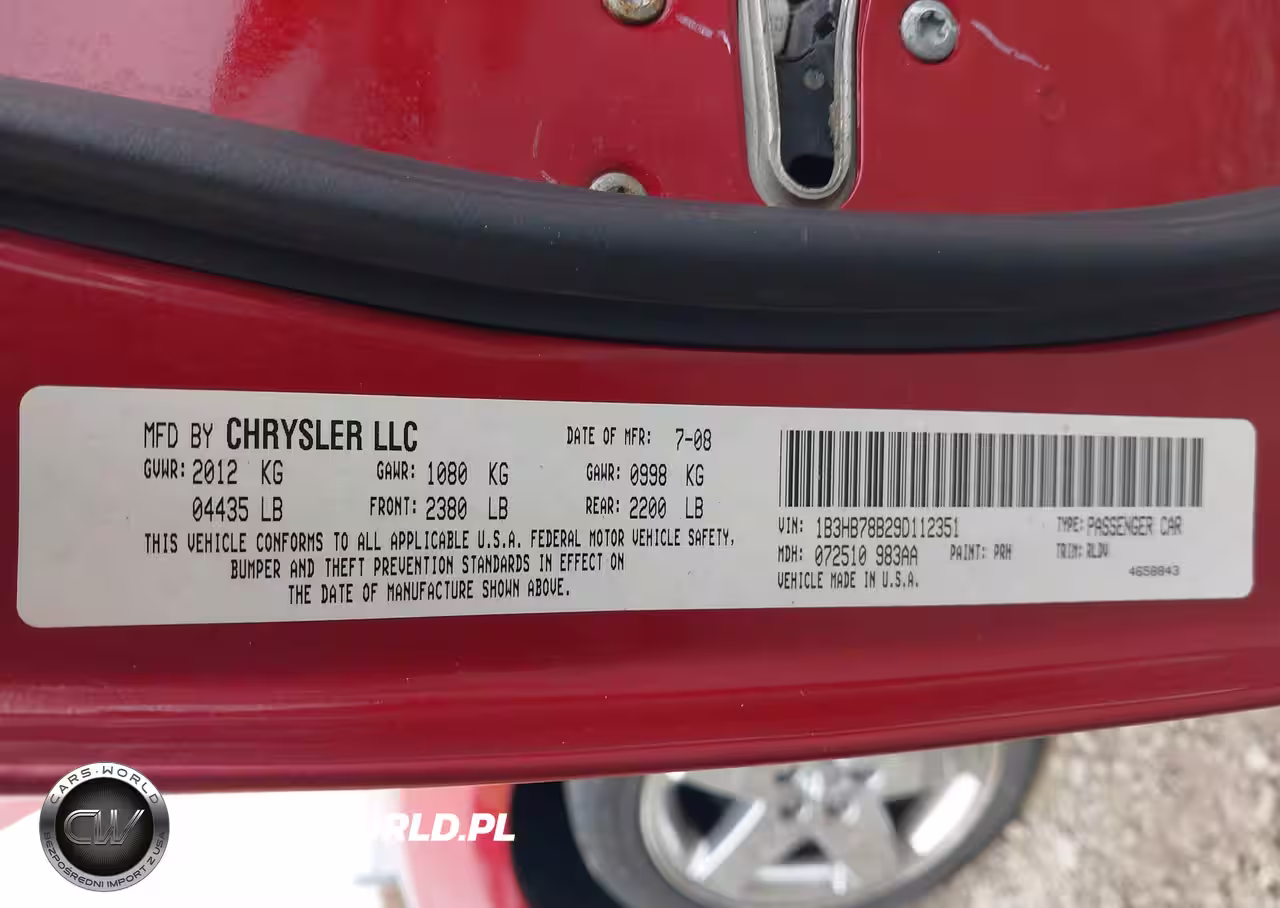 MFD BY CHRYSLER LLC
DATE OF MFR: 7-08
GVWR: 2012 KG
GAWR: 1080 KG
GAWR: 0998 KG
04435 LB
FRONT: 2380 LB
REAR: 2200 LB
THIS VEHICLE CONFORMS TO ALL APPLICABLE U.S.A. FEDERAL MOTOR VEHICLE SAFETY,
BUMPER AND THEFT PREVENTION STANDARDS IN EFFECT ON
THE DATE OF MANUFACTURE SHOWN ABOVE.
VIN: 1B3HB78B29D112351
TYPE: PASSENGER CAR
MDH: 072510 983AA
PAINT: PRH
TRIM: RLDV
VEHICLE MADE IN U.S.A.
4658843
CARS-WORLD
CW
BEZPOŚREDNI IMPORT Z USA
RLD.PL